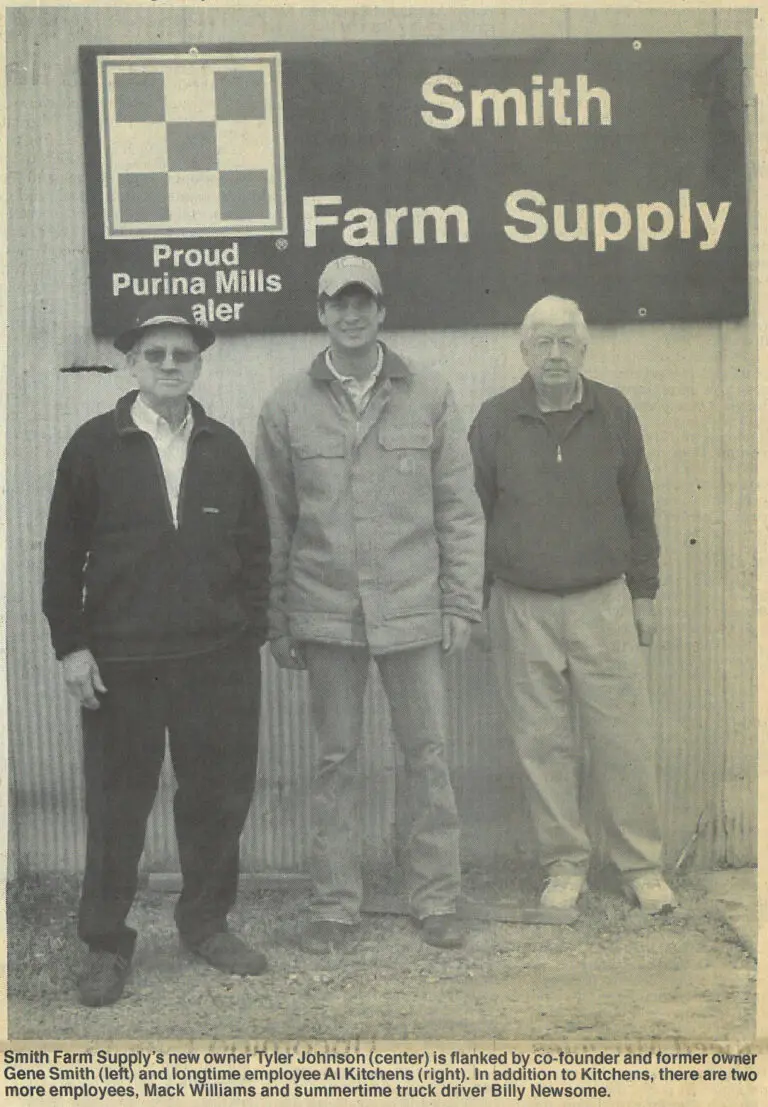 Smith
Farm Supply
Proud
Purina Mills
aler
®
Smith Farm Supply's new owner Tyler Johnson (center) is flanked by co-founder and former owner
Gene Smith (left) and longtime employee Al Kitchens (right). In addition to Kitchens, there are two
more employees, Mack Williams and summertime truck driver Billy Newsome.